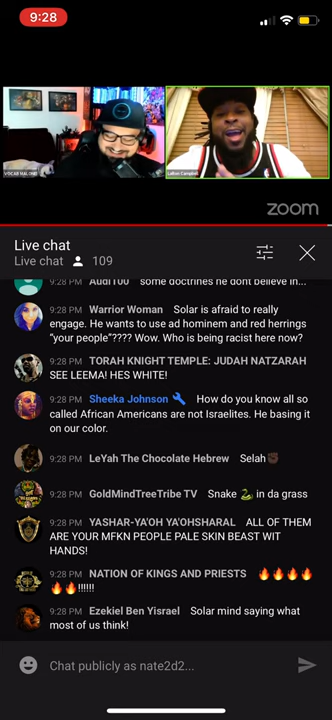 9:28
VOCAB MALONE
zoom
Live chat
Live chat 109
9:28 PM Audi100 some doctrines he dont believe in...
9:28 PM Warrior Woman Solar is afraid to really
engage. He wants to use ad hominem and red herrings
“your people”???? Wow. Who is being racist here now?
9:28 PM TORAH KNIGHT TEMPLE: JUDAH NATZARAH
SEE LEEMA! HES WHITE!
9:28 PM Sheeka Johnson 🔧 How do you know all so
called African Americans are not Israelites. He basing it
on our color.
9:28 PM LeYah The Chocolate Hebrew Selah✊🏿
9:28 PM GoldMindTreeTribe TV Snake 🐍 in da grass
9:28 PM YASHAR-YA'OH YA'OHSHARAL ALL OF THEM
ARE YOUR MFKN PEOPLE PALE SKIN BEAST WIT
HANDS!
9:28 PM NATION OF KINGS AND PRIESTS 🔥🔥🔥🔥
🔥🔥!!!!!!
9:28 PM Ezekiel Ben Yisrael Solar mind saying what
most of us think!
Chat publicly as nate2d2...